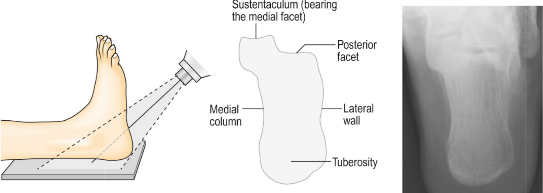 Sustentaculum (bearing
the medial facet)
Posterior
facet
Medial
column
Lateral
wall
Tuberosity